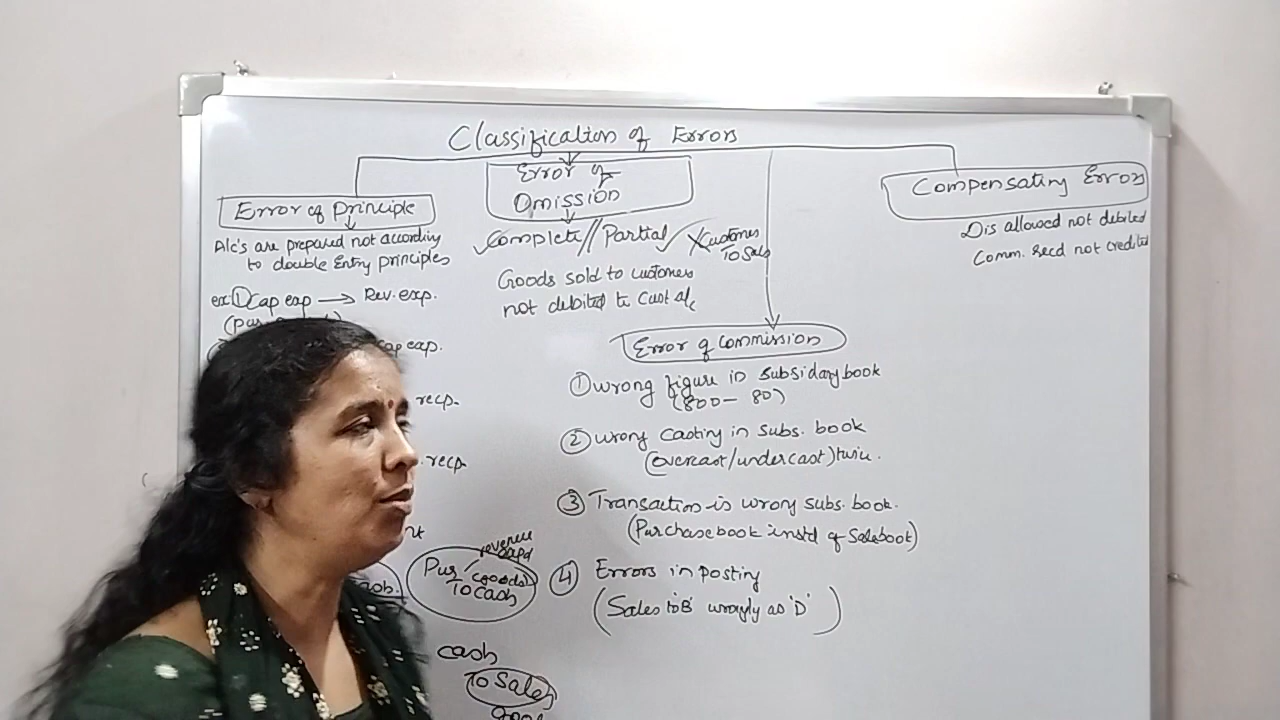 Classification of Errors
Error of Principle
A/c's are prepared not according
to double Entry principles
ex: ① Cap exp → Rev. exp.
cap exp.
recp.
recp.
Pur
revenue
(Goods)
To Cash
cash
To Sales
Error of
Omission
Complete // Partial
X Customer
To Sales
Goods sold to customers
not debited to Cust a/c
Error of commission
① wrong figure in subsidary book
(800 - 80)
② wrong casting in subs. book
(overcast/undercast) twice.
③ Transaction is wrong subs. book.
(Purchase book instd of Sale book)
④ Errors in posting
(Sales to 'B' wrongly as 'D')
Compensating Errors
Dis allowed not debited
Comm. recd not credited